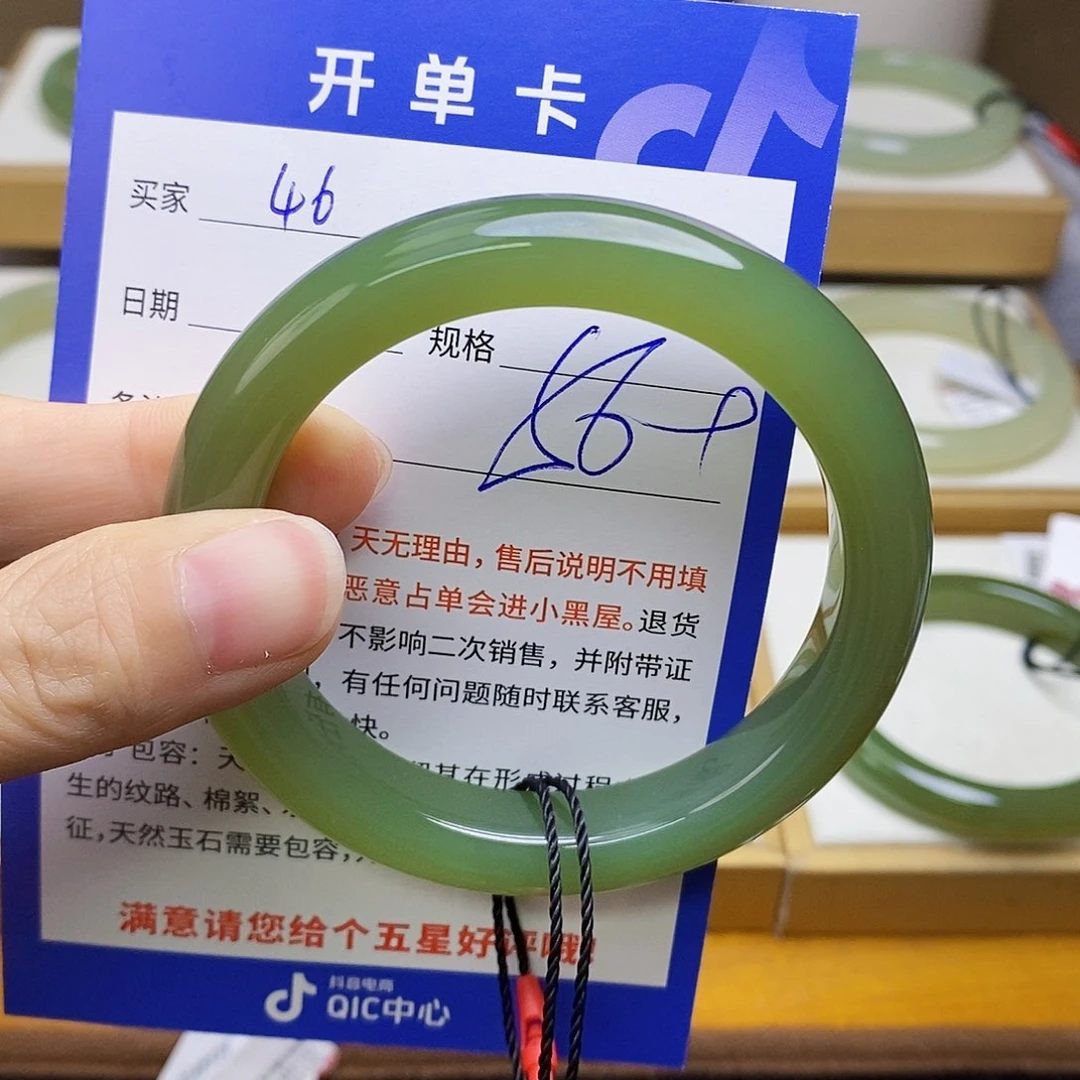 开单卡
买家 46
日期
规格
天无理由，售后说明不用填
恶意占单会进小黑屋。退货
不影响二次销售，并附带证
，有任何问题随时联系客服，
快。
包容：天
生的纹路、棉絮、
征，天然玉石需要包容，
满意请您给个五星好评哦！
抖音电商
QIC中心